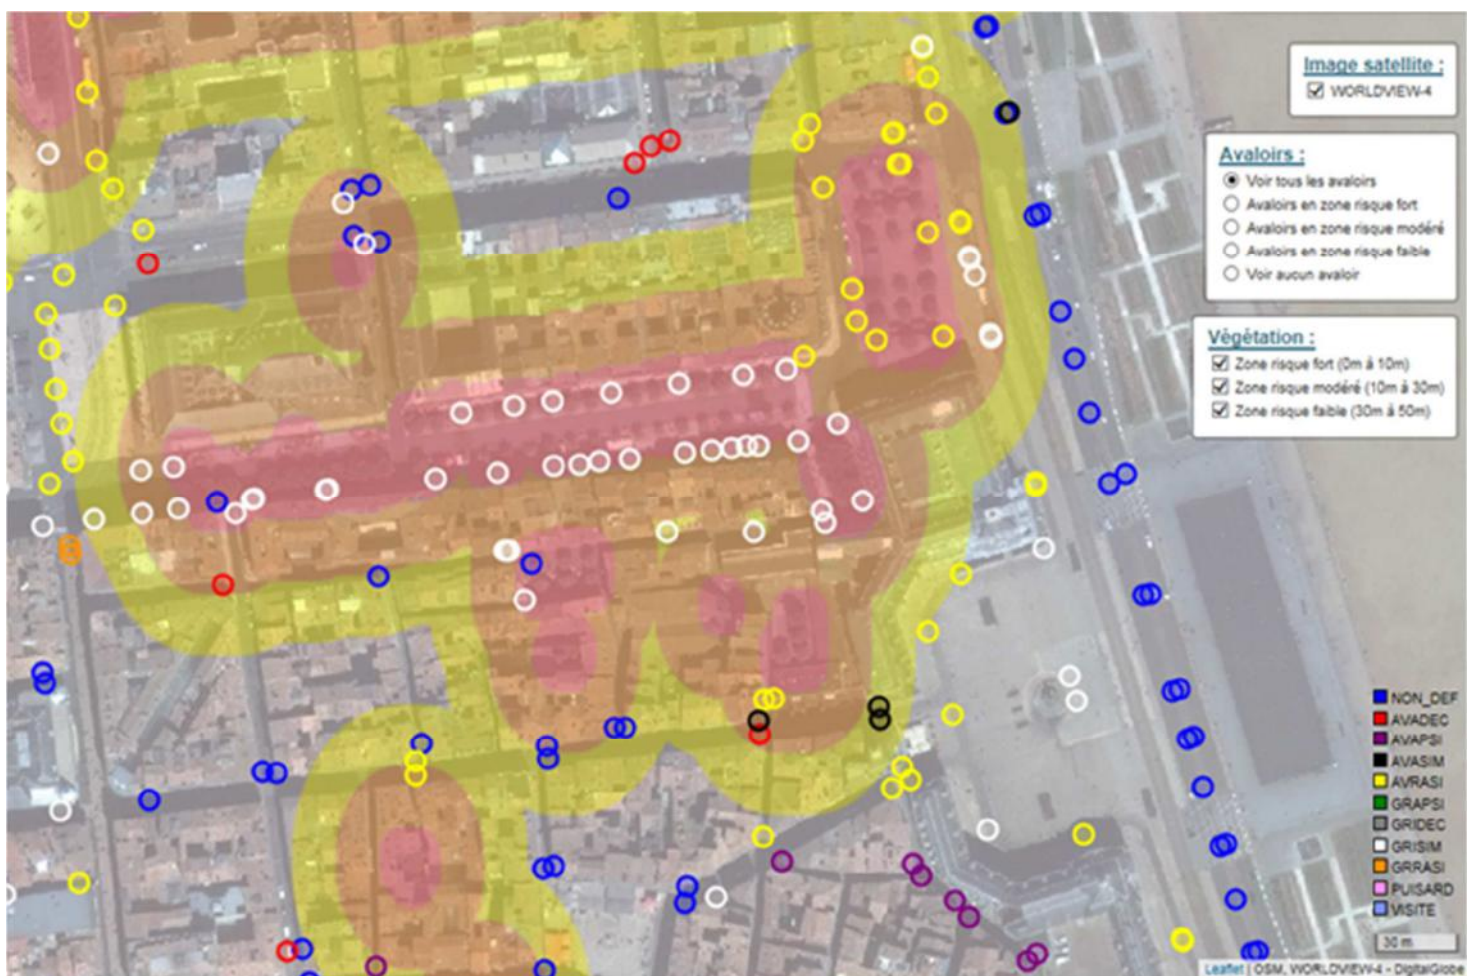 Image satellite :
WORLDVIEW-4
Avaloirs :
Voir tous les avaloirs
Avaloirs en zone risque fort
Avaloirs en zone risque modéré
Avaloirs en zone risque faible
Voir aucun avaloir
Végétation :
Zone risque fort (0m à 10m)
Zone risque modéré (10m à 30m)
Zone risque faible (30m à 50m)
NON_DEF
AVADEC
AVAPSI
AVASIM
AVRASI
GRAPSI
GRIDEC
GRISIM
GRRASI
PUISARD
VISITE
30 m
Leaflet | OSM, WORLDVIEW-4 - DigitalGlobe